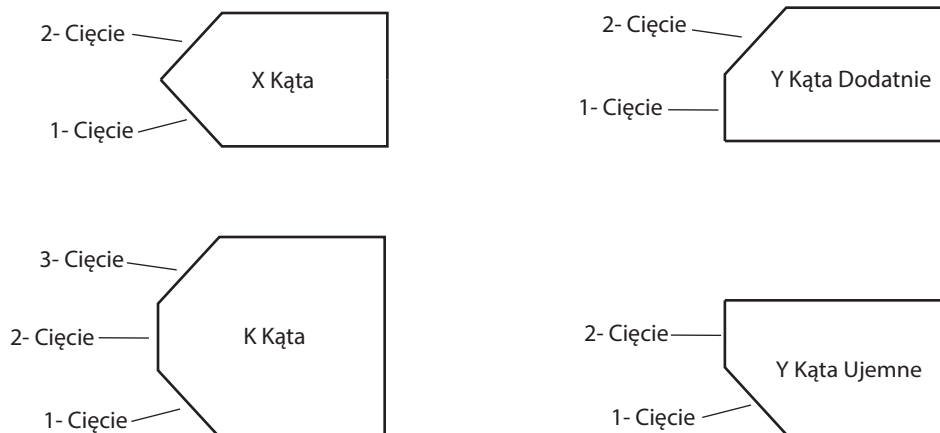 2- Cięcie
X Kąta
1- Cięcie
2- Cięcie
Y Kąta Dodatnie
1- Cięcie
3- Cięcie
2- Cięcie
K Kąta
1- Cięcie
2- Cięcie
Y Kąta Ujemne
1- Cięcie